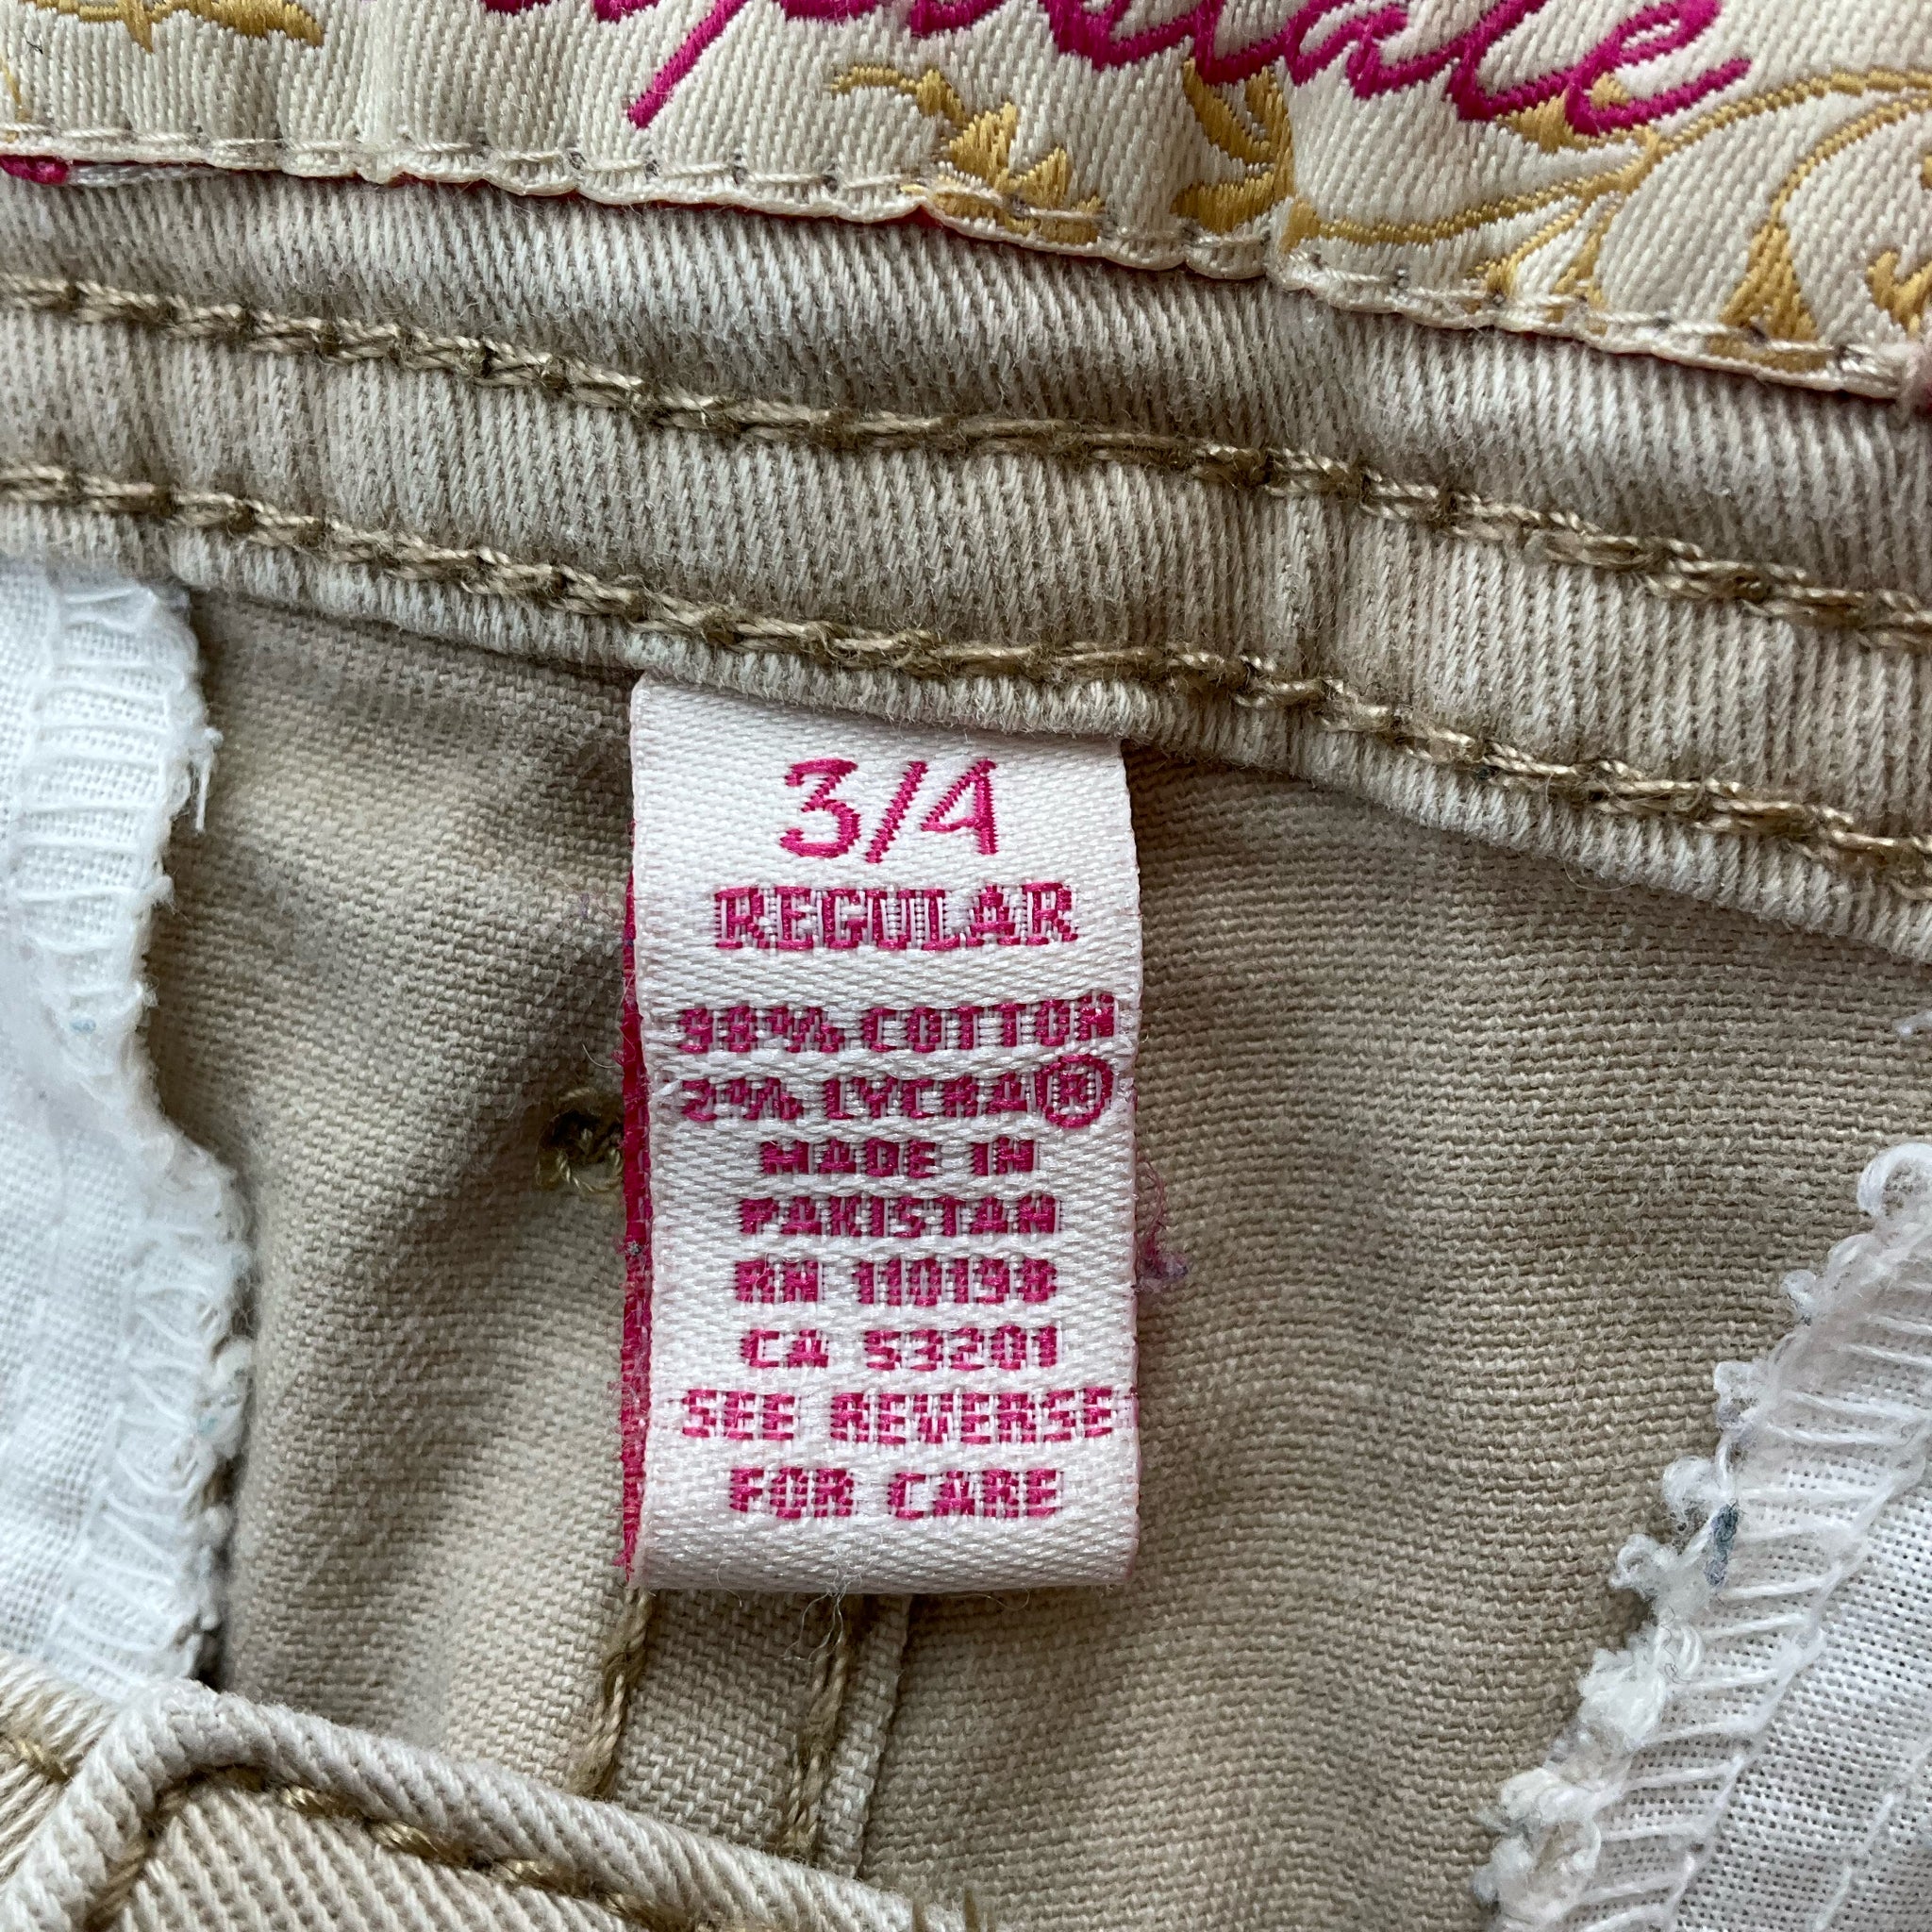 3/4
REGULAR
98% COTTON
2% LYCRA®
MADE IN
PAKISTAN
RN 110198
CA 53201
SEE REVERSE
FOR CARE